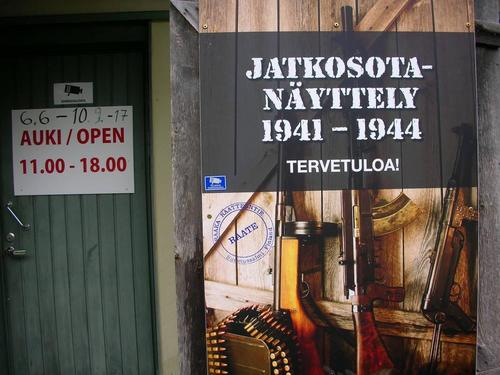 6.6 – 10.9.-17
AUKI / OPEN
11.00 - 18.00
JATKOSOTA-
NÄYTTELY
1941 – 1944
TERVETULOA!
RAATE